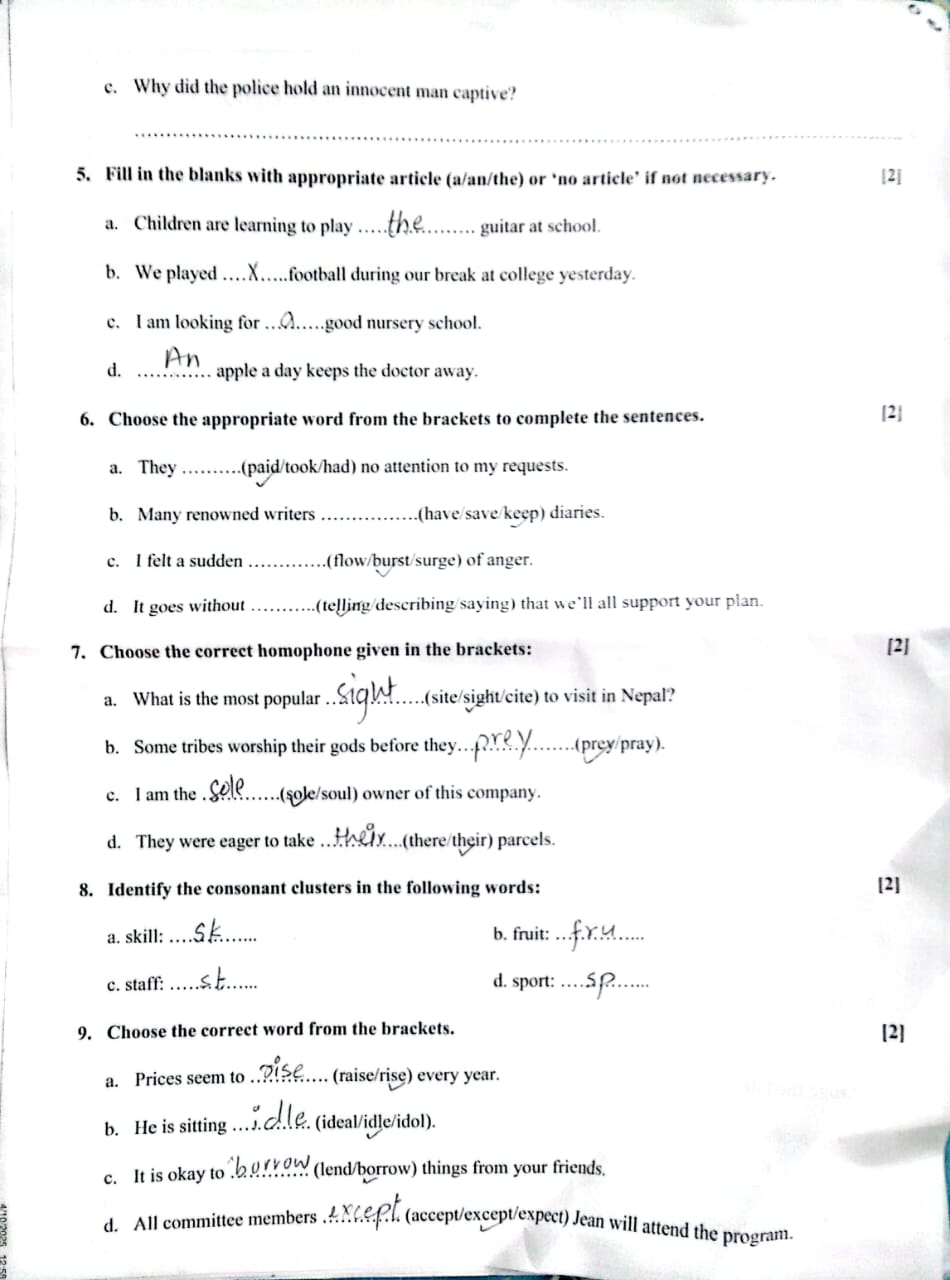 c. Why did the police hold an innocent man captive?
..........
5. Fill in the blanks with appropriate article (a/an/the) or ‘no article’ if not necessary. [2]
a. Children are learning to play .....the......... guitar at school.
b. We played ....X.....football during our break at college yesterday.
c. I am looking for ...a.....good nursery school.
d. ....An........ apple a day keeps the doctor away.
6. Choose the appropriate word from the brackets to complete the sentences. [2]
a. They ..........(paid/took/had) no attention to my requests.
b. Many renowned writers ................(have/save/keep) diaries.
c. I felt a sudden .............(flow/burst/surge) of anger.
d. It goes without ...........(telling/describing/saying) that we’ll all support your plan.
7. Choose the correct homophone given in the brackets: [2]
a. What is the most popular ..sight.....(site/sight/cite) to visit in Nepal?
b. Some tribes worship their gods before they...prey.......(prey/pray).
c. I am the .sole......(sole/soul) owner of this company.
d. They were eager to take ..their...(there/their) parcels.
8. Identify the consonant clusters in the following words: [2]
a. skill: ....sk....... b. fruit: ...fru.....
c. staff: .....st...... d. sport: ....sp.......
9. Choose the correct word from the brackets. [2]
a. Prices seem to ..rise.... (raise/rise) every year.
b. He is sitting ...idle. (ideal/idle/idol).
c. It is okay to .borrow (lend/borrow) things from your friends.
d. All committee members .except. (accept/except/expect) Jean will attend the program.
4/10/2025 12:58